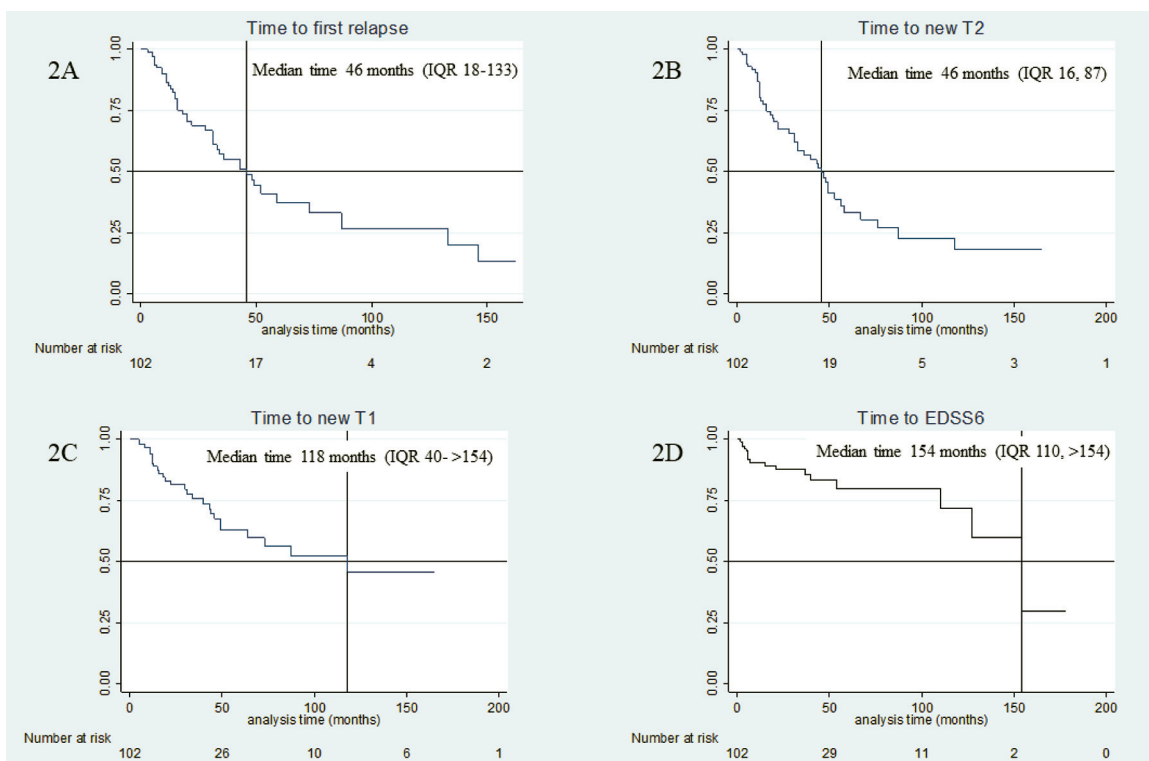 Time to first relapse
2A
Median time 46 months (IQR 18-133)
1.00
0.75
0.50
0.25
0.00
0 50 100 150
analysis time (months)
Number at risk
102 17 4 2
Time to new T2
2B
Median time 46 months (IQR 16, 87)
1.00
0.75
0.50
0.25
0.00
0 50 100 150 200
analysis time (months)
Number at risk
102 19 5 3 1
Time to new T1
2C
Median time 118 months (IQR 40- >154)
1.00
0.75
0.50
0.25
0.00
0 50 100 150 200
analysis time (months)
Number at risk
102 26 10 6 1
Time to EDSS6
2D
Median time 154 months (IQR 110, >154)
1.00
0.75
0.50
0.25
0.00
0 50 100 150 200
analysis time (months)
Number at risk
102 29 11 2 0